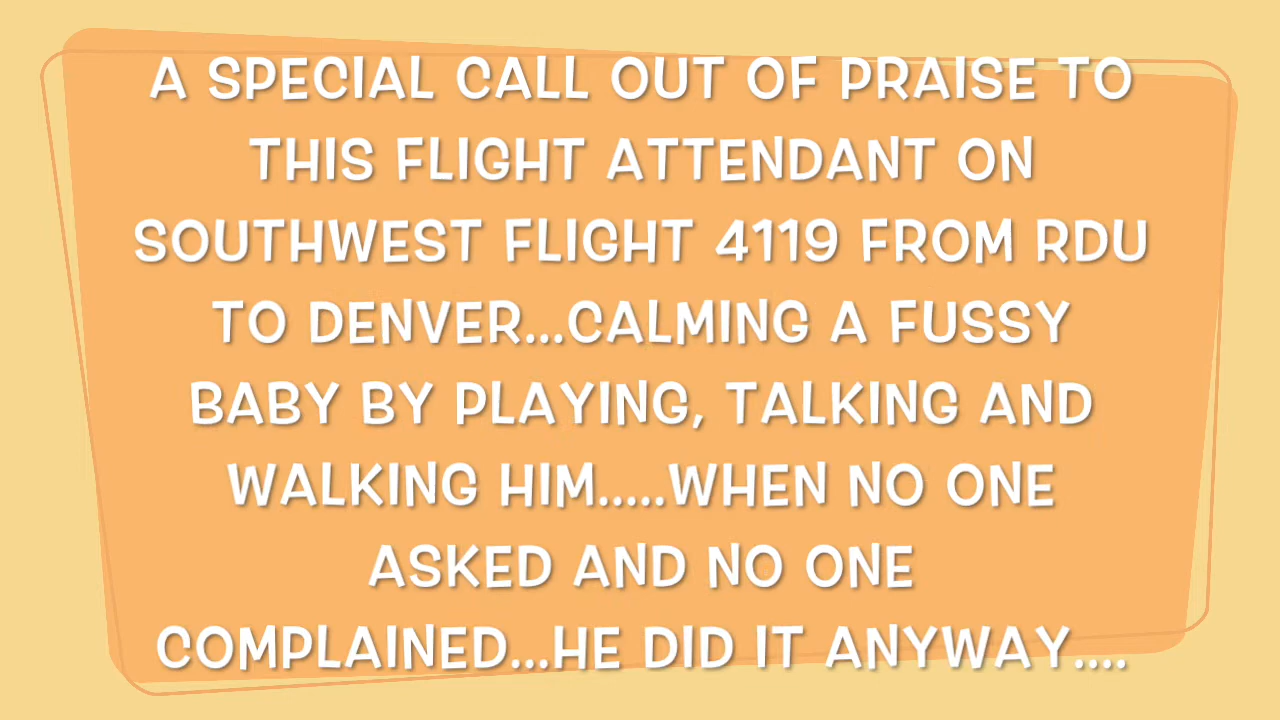 A SPECIAL CALL OUT OF PRAISE TO
THIS FLIGHT ATTENDANT ON
SOUTHWEST FLIGHT 4119 FROM RDU
TO DENVER...CALMING A FUSSY
BABY BY PLAYING, TALKING AND
WALKING HIM.....WHEN NO ONE
ASKED AND NO ONE
COMPLAINED...HE DID IT ANYWAY....